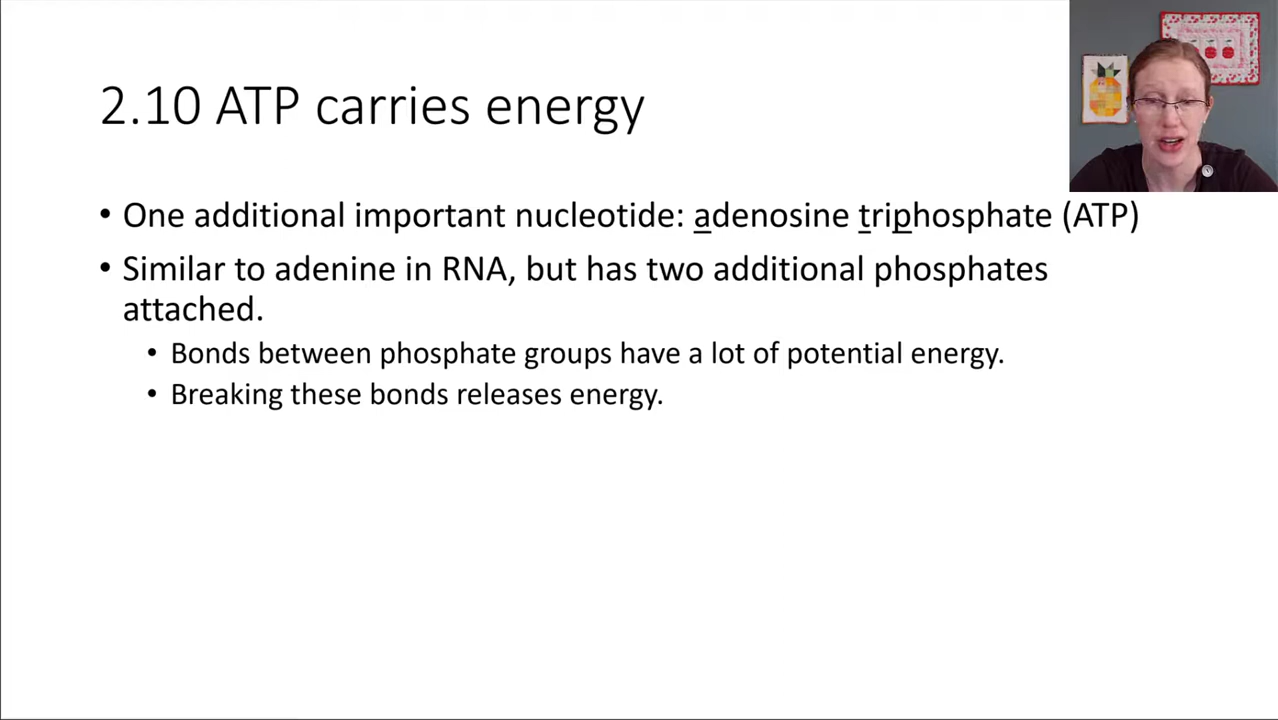 2.10 ATP carries energy
• One additional important nucleotide: adenosine triphosphate (ATP)
• Similar to adenine in RNA, but has two additional phosphates
attached.
• Bonds between phosphate groups have a lot of potential energy.
• Breaking these bonds releases energy.